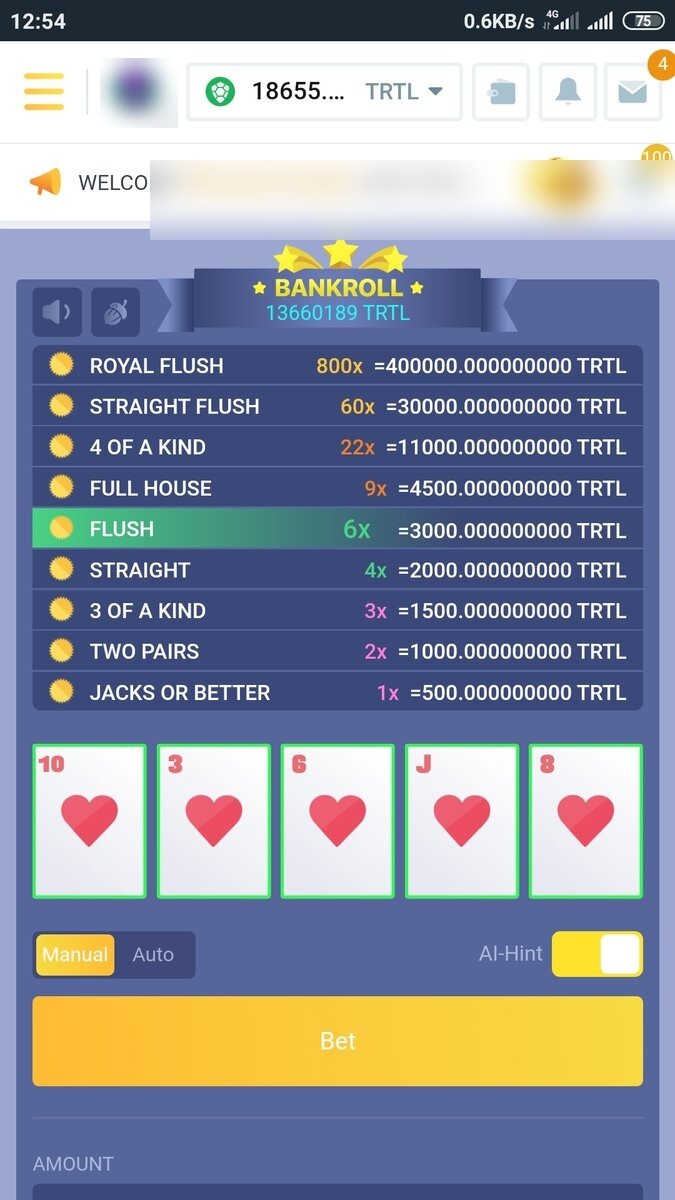 12:54 0.6KB/s 4G 75
18655.... TRTL 4
WELCO 100
BANKROLL
13660189 TRTL
ROYAL FLUSH 800x =400000.000000000 TRTL
STRAIGHT FLUSH 60x =30000.000000000 TRTL
4 OF A KIND 22x =11000.000000000 TRTL
FULL HOUSE 9x =4500.000000000 TRTL
FLUSH 6x =3000.000000000 TRTL
STRAIGHT 4x =2000.000000000 TRTL
3 OF A KIND 3x =1500.000000000 TRTL
TWO PAIRS 2x =1000.000000000 TRTL
JACKS OR BETTER 1x =500.000000000 TRTL
10 3 6 J 8
Manual Auto AI-Hint
Bet
AMOUNT